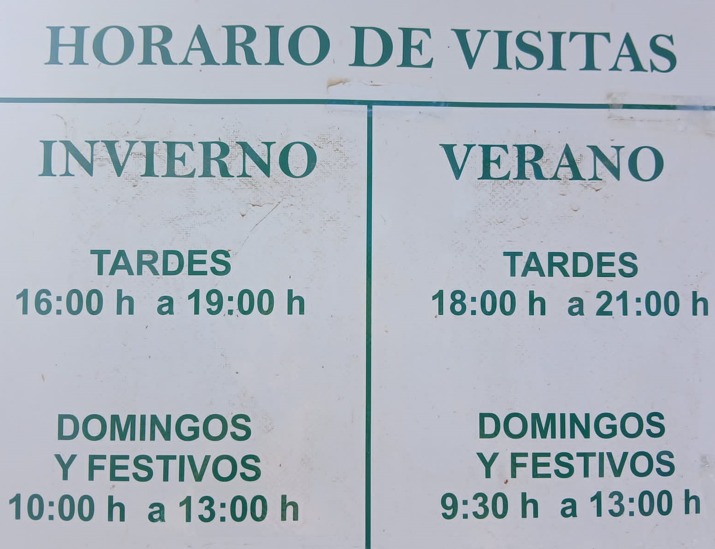 HORARIO DE VISITAS
INVIERNO
TARDES
16:00 h a 19:00 h
DOMINGOS
Y FESTIVOS
10:00 h a 13:00 h
VERANO
TARDES
18:00 h a 21:00 h
DOMINGOS
Y FESTIVOS
9:30 h a 13:00 h